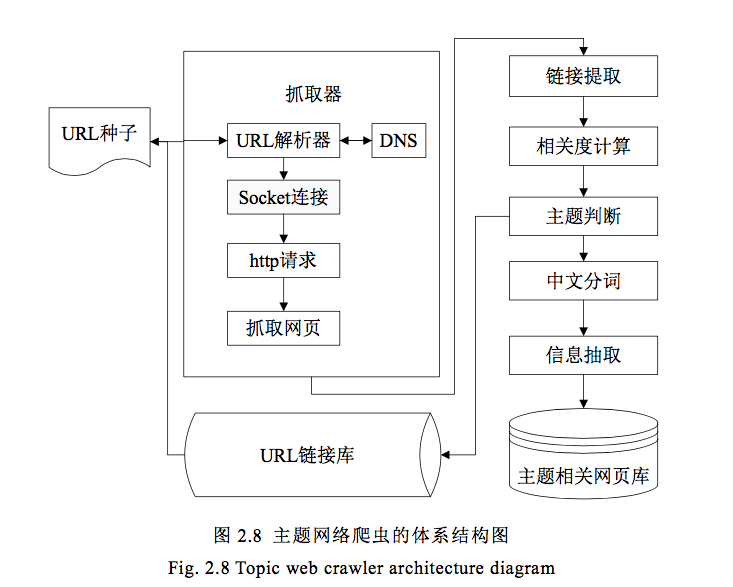 抓取器
URL种子
URL解析器
DNS
Socket连接
http请求
抓取网页
URL链接库
链接提取
相关度计算
主题判断
中文分词
信息抽取
主题相关网页库
图 2.8 主题网络爬虫的体系结构图
Fig. 2.8 Topic web crawler architecture diagram